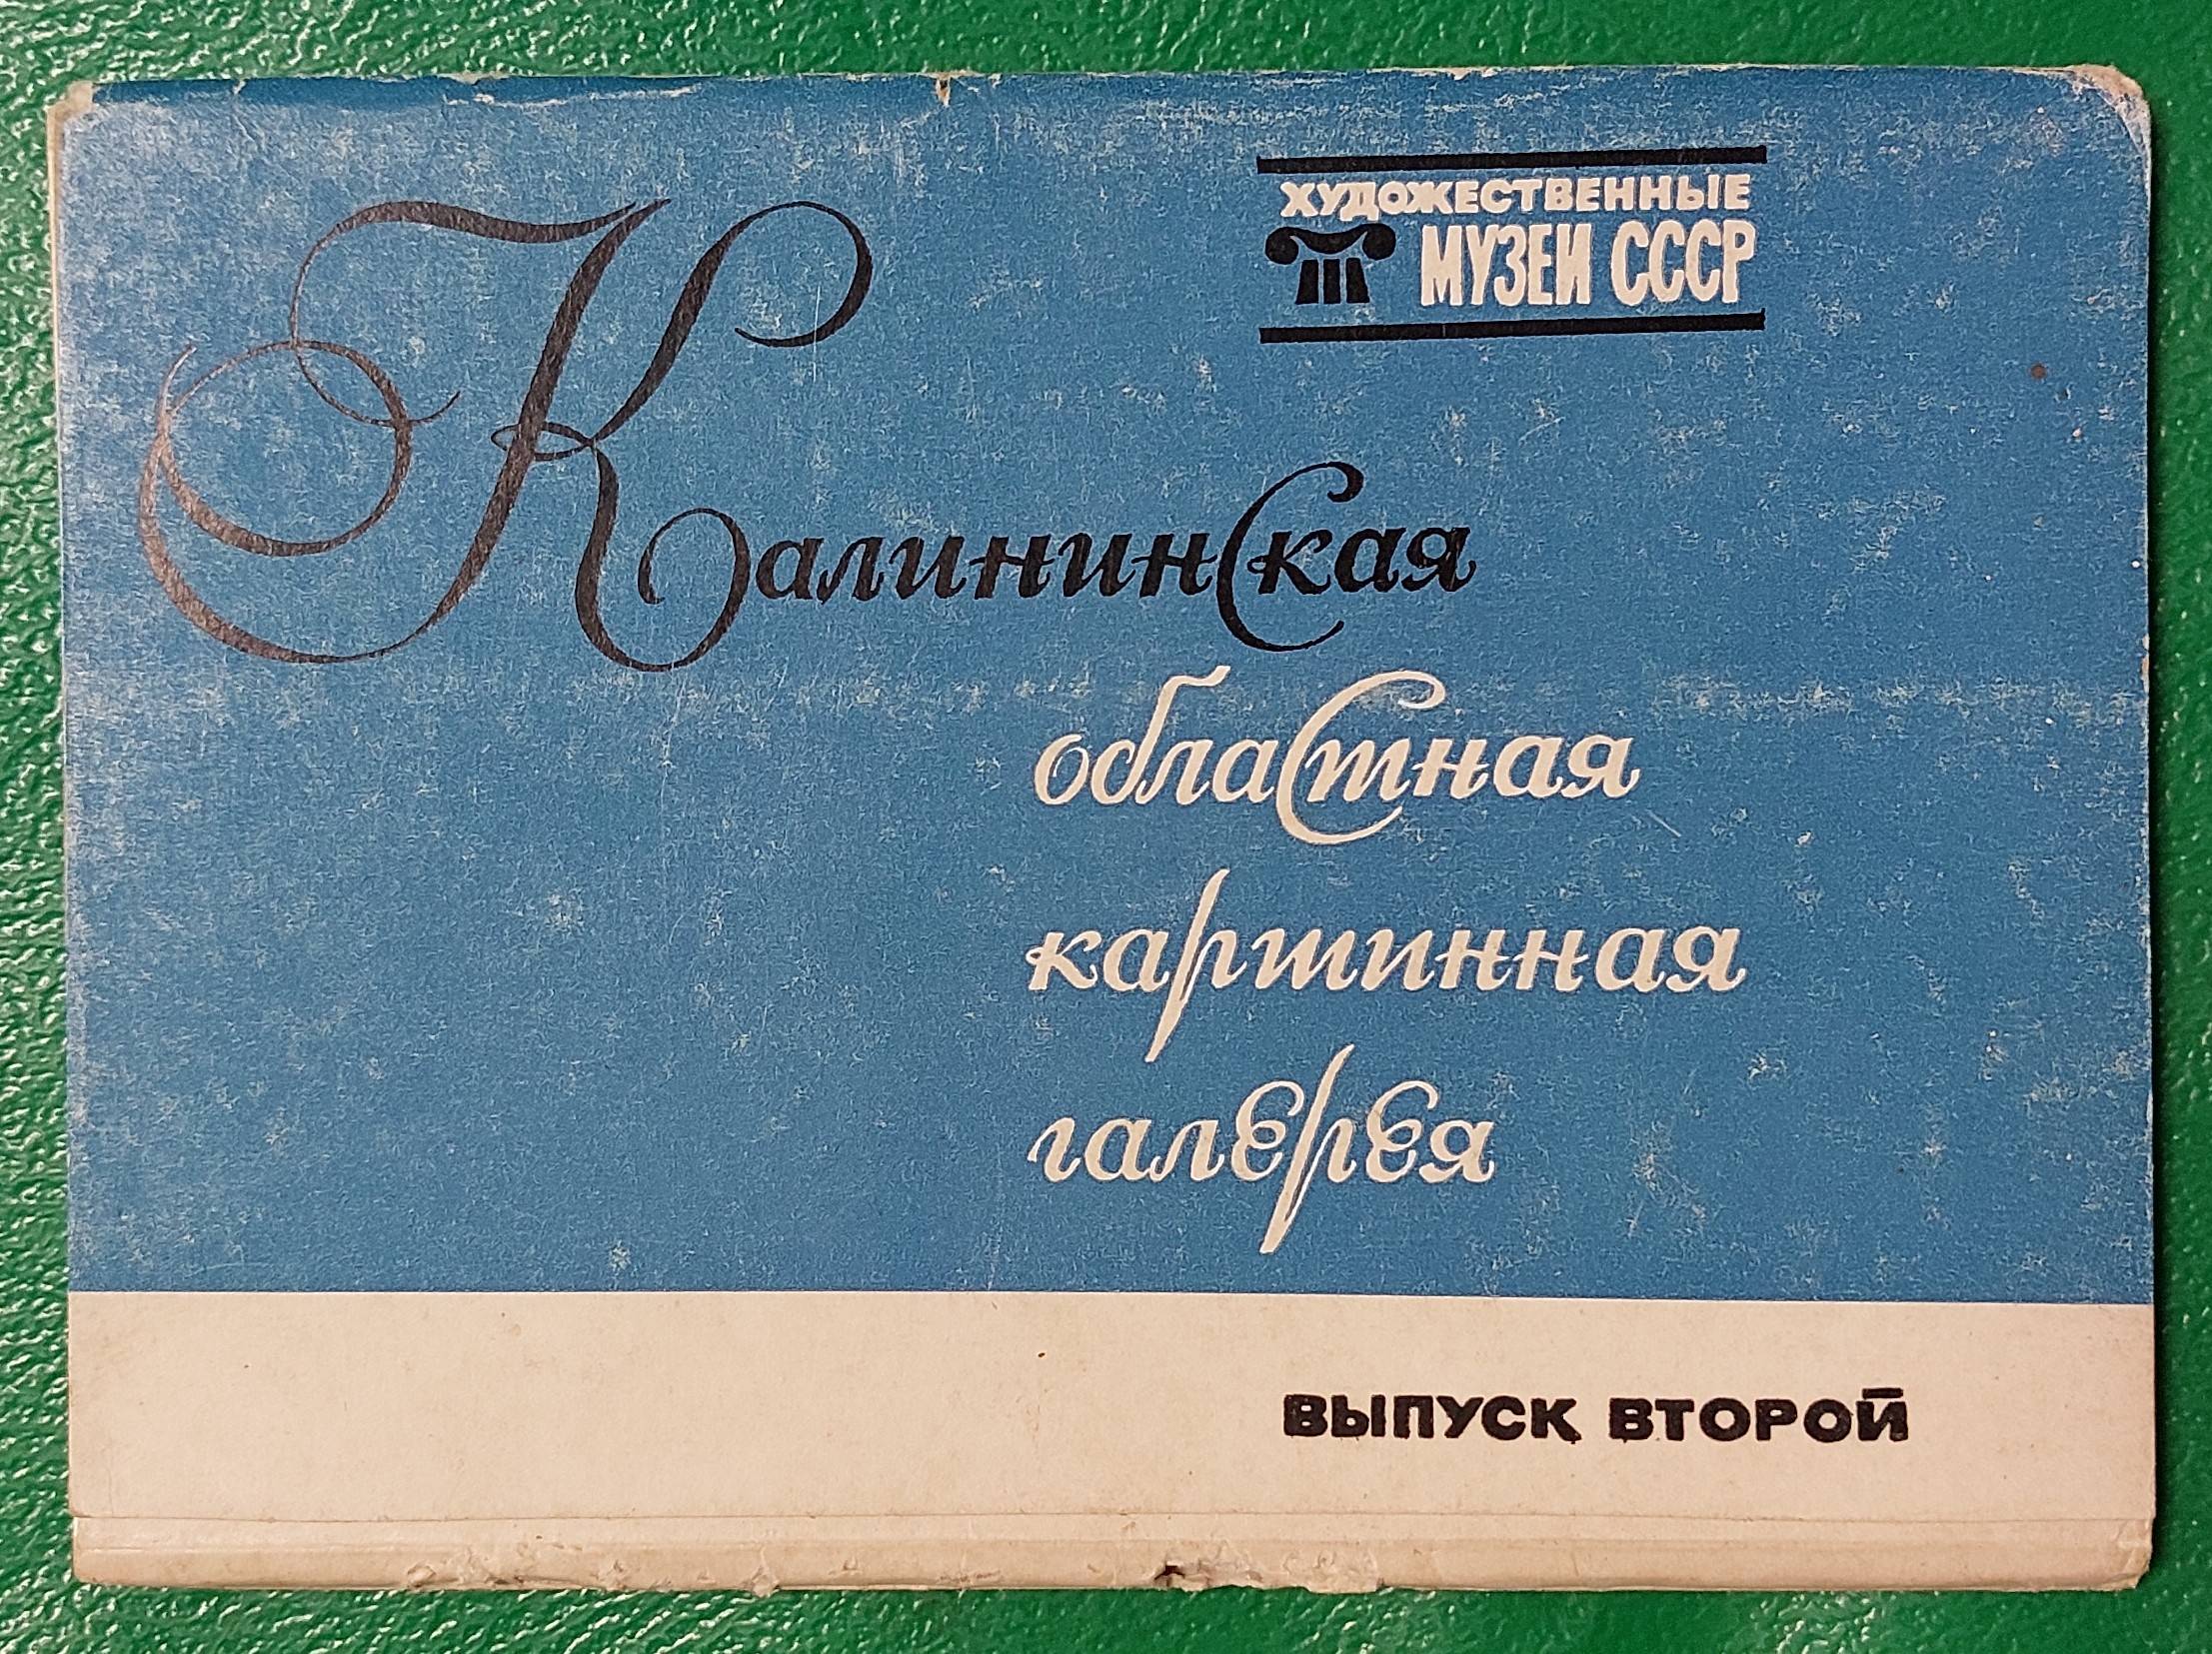 ХУДОЖЕСТВЕННЫЕ
МУЗЕИ СССР
Калининская
областная
картинная
галерея
ВЫПУСК ВТОРОЙ